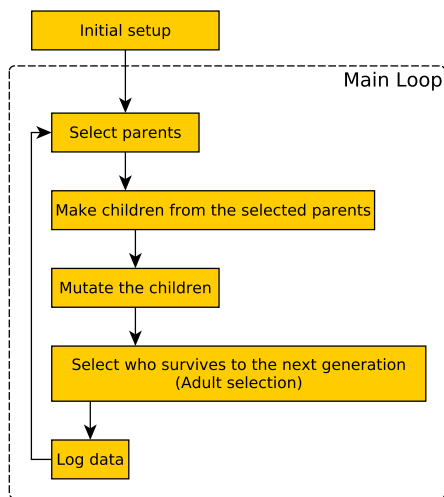 Initial setup
Main Loop
Select parents
Make children from the selected parents
Mutate the children
Select who survives to the next generation
(Adult selection)
Log data